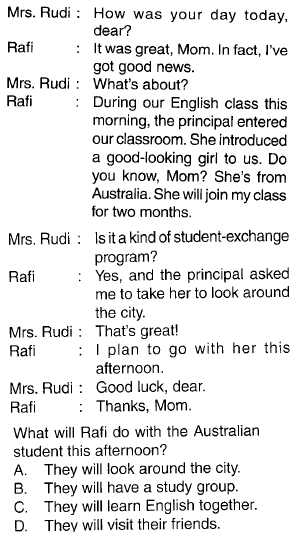 Mrs. Rudi : How was your day today,
dear?
Rafi : It was great, Mom. In fact, I've
got good news.
Mrs. Rudi : What's about?
Rafi : During our English class this
morning, the principal entered
our classroom. She introduced
a good-looking girl to us. Do
you know, Mom? She's from
Australia. She will join my class
for two months.
Mrs. Rudi : Is it a kind of student-exchange
program?
Rafi : Yes, and the principal asked
me to take her to look around
the city.
Mrs. Rudi : That's great!
Rafi : I plan to go with her this
afternoon.
Mrs. Rudi : Good luck, dear.
Rafi : Thanks, Mom.
What will Rafi do with the Australian
student this afternoon?
A. They will look around the city.
B. They will have a study group.
C. They will learn English together.
D. They will visit their friends.